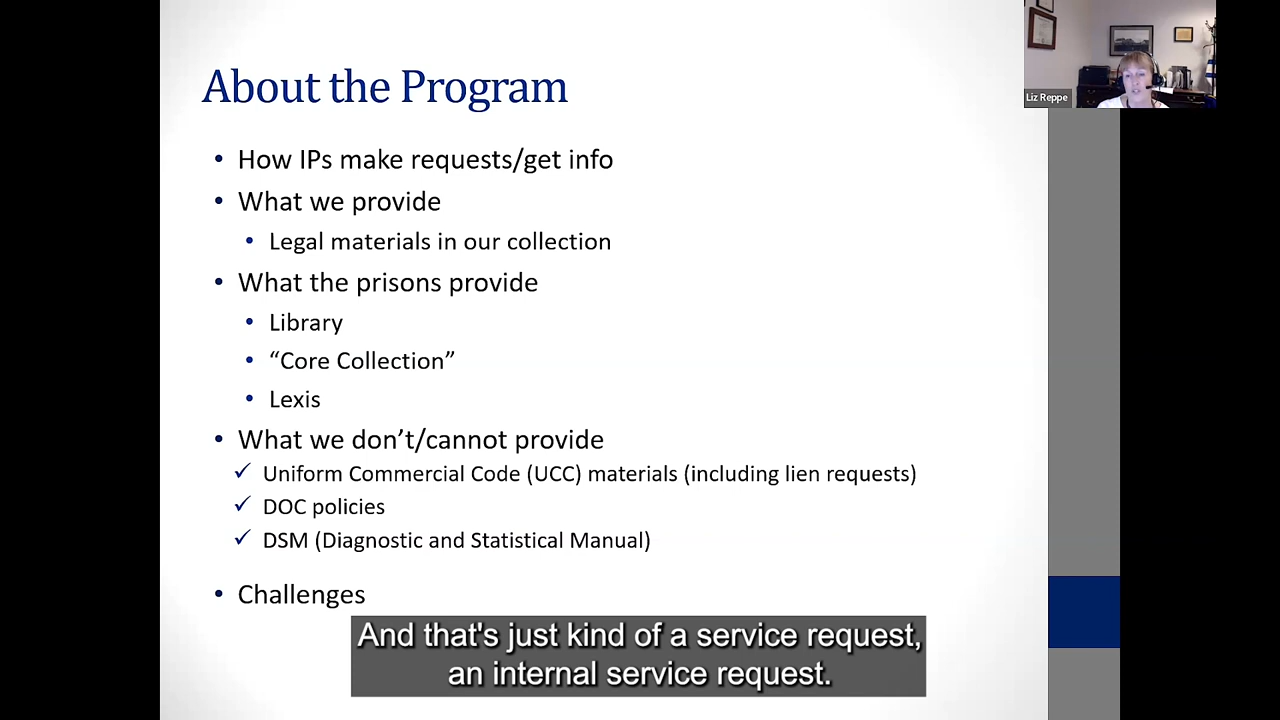 About the Program
Liz Reppe
• How IPs make requests/get info
• What we provide
• Legal materials in our collection
• What the prisons provide
• Library
• “Core Collection”
• Lexis
• What we don’t/cannot provide
✓ Uniform Commercial Code (UCC) materials (including lien requests)
✓ DOC policies
✓ DSM (Diagnostic and Statistical Manual)
• Challenges
And that's just kind of a service request,
an internal service request.